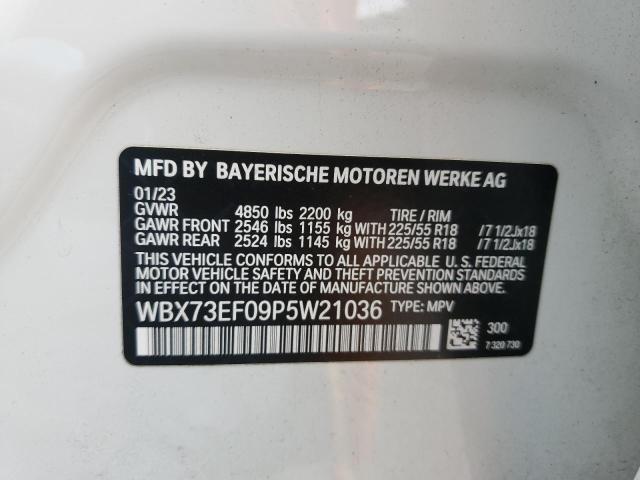 MFD BY BAYERISCHE MOTOREN WERKE AG
01/23
GVWR 4850 lbs 2200 kg TIRE / RIM
GAWR FRONT 2546 lbs 1155 kg WITH 225/55 R18 /7 1/2Jx18
GAWR REAR 2524 lbs 1145 kg WITH 225/55 R18 /7 1/2Jx18
THIS VEHICLE CONFORMS TO ALL APPLICABLE U. S. FEDERAL
MOTOR VEHICLE SAFETY AND THEFT PREVENTION STANDARDS
IN EFFECT ON THE DATE OF MANUFACTURE SHOWN ABOVE.
WBX73EF09P5W21036 TYPE: MPV
300
7 320 730